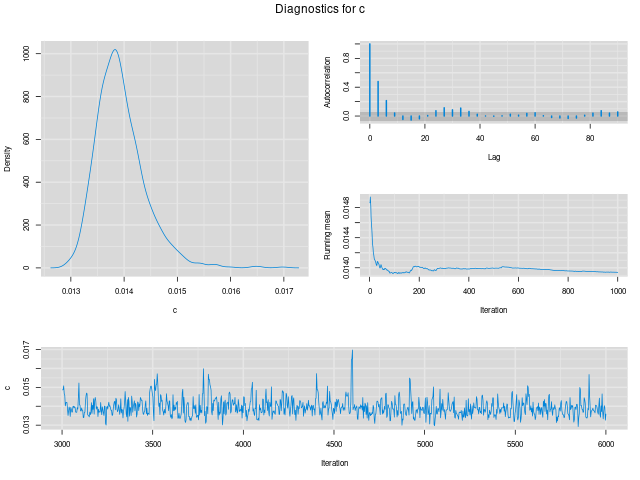 Diagnostics for c
Density
0 200 400 600 800 1000
0.013 0.014 0.015 0.016 0.017
c
Autocorrelation
0.0 0.4 0.8
0 20 40 60 80
Lag
Running mean
0.0140 0.0144 0.0148
0 200 400 600 800 1000
Iteration
c
0.013 0.015 0.017
3000 3500 4000 4500 5000 5500 6000
Iteration